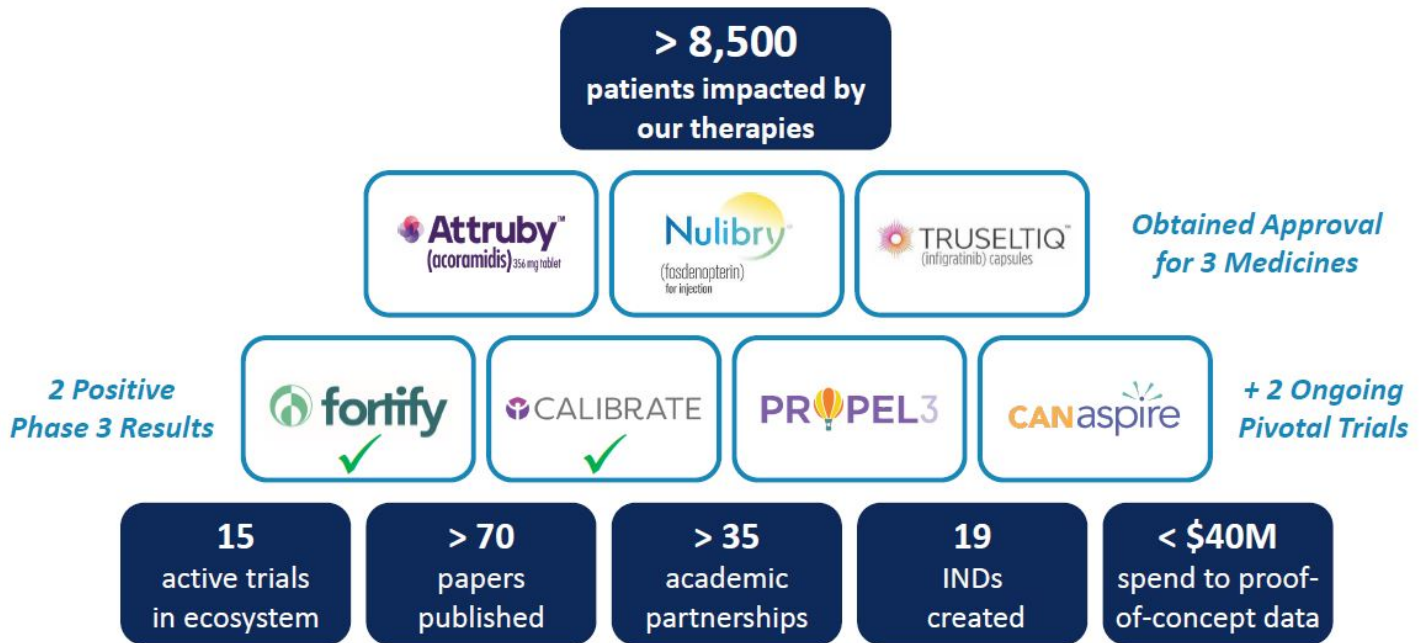 > 8,500
patients impacted by
our therapies
Attruby™
(acoramidis) 356 mg tablet
Nulibry
(fosdenopterin)
for injection
TRUSELTIQ™
(infigratinib) capsules
Obtained Approval
for 3 Medicines
2 Positive
Phase 3 Results
fortify
CALIBRATE
PROPEL3
CANaspire
+ 2 Ongoing
Pivotal Trials
15
active trials
in ecosystem
> 70
papers
published
> 35
academic
partnerships
19
INDs
created
< $40M
spend to proof-
of-concept data